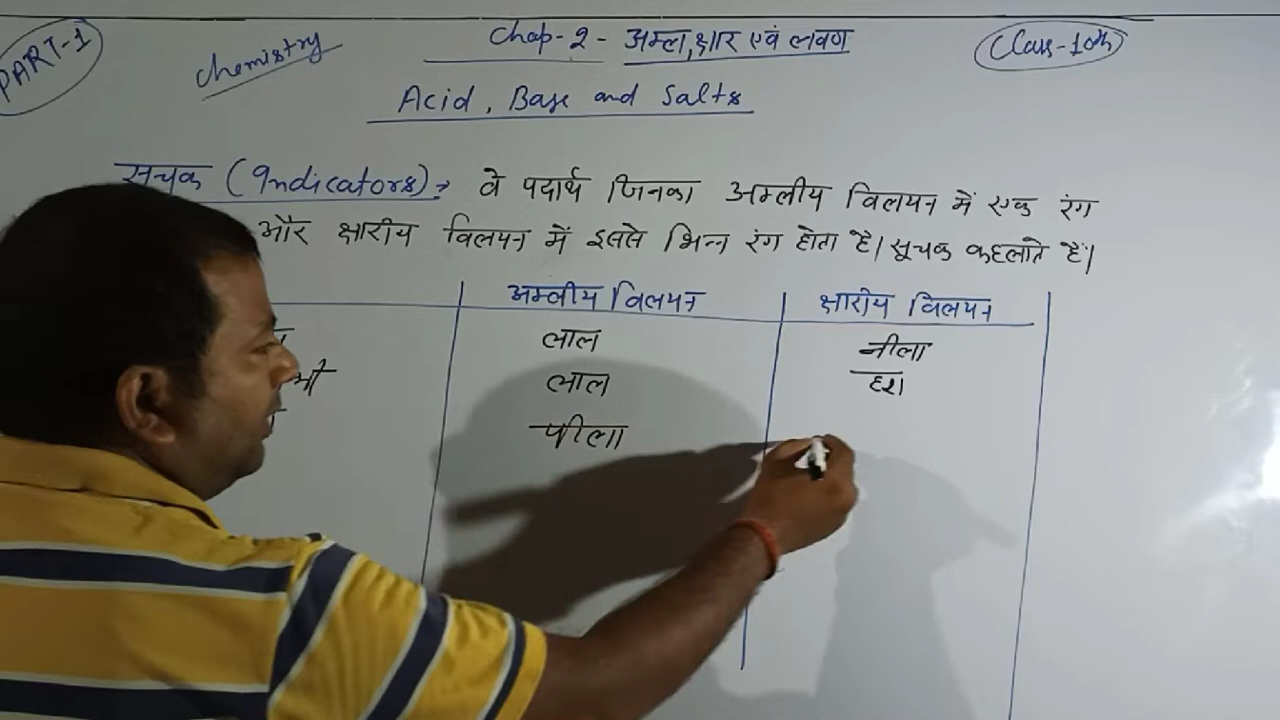 PART-1
Chemistry
Chap-2- अम्ल,क्षार एवं लवण
Class-10th
Acid, Base and Salts
सूचक (Indicators) → वे पदार्थ जिनका अम्लीय विलयन में एक रंग
और क्षारीय विलयन में इससे भिन्न रंग होता है। सूचक कहलाते हैं।
अम्लीय विलयन क्षारीय विलयन
लाल नीला
लाल हरा
पीला